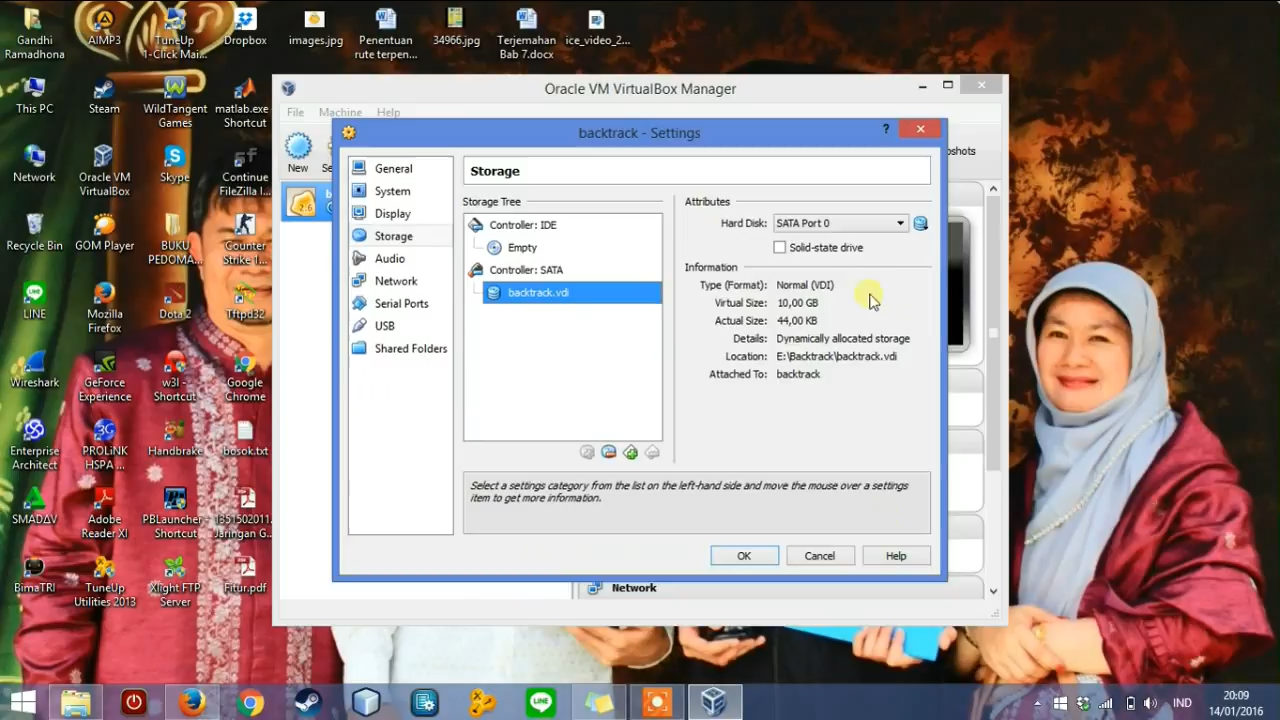 Gandhi Ramadhona
AIMP3
TuneUp 1-Click Mai...
Dropbox
images.jpg
Penentuan rute terpen...
34966.jpg
Terjemahan Bab 7.docx
ice_video_2...
This PC
Steam
WildTangent Games
matlab.exe - Shortcut
Network
Oracle VM VirtualBox
Skype
Continue FileZilla I...
Recycle Bin
GOM Player
BUKU PEDOMA...
Counter Strike 1...
LINE
Mozilla Firefox
Dota 2
Tftpd32
Wireshark
GeForce Experience
w3l - Shortcut
Google Chrome
Enterprise Architect
PROLiNK HSPA ...
Handbrake
bosok.txt
SMADΔV
Adobe Reader XI
PBLauncher - Shortcut
1351502011... Jaringan G...
BimaTRI
TuneUp Utilities 2013
Xlight FTP Server
Fitur.pdf
Oracle VM VirtualBox Manager
File Machine Help
New
backtrack - Settings
?
General
System
Display
Storage
Audio
Network
Serial Ports
USB
Shared Folders
Storage
Storage Tree
Controller: IDE
Empty
Controller: SATA
backtrack.vdi
Attributes
Hard Disk: SATA Port 0
Solid-state drive
Information
Type (Format): Normal (VDI)
Virtual Size: 10,00 GB
Actual Size: 44,00 KB
Details: Dynamically allocated storage
Location: E:\Backtrack\backtrack.vdi
Attached To: backtrack
Select a settings category from the list on the left-hand side and move the mouse over a settings
item to get more information.
OK Cancel Help
Network
IND
20:09
14/01/2016